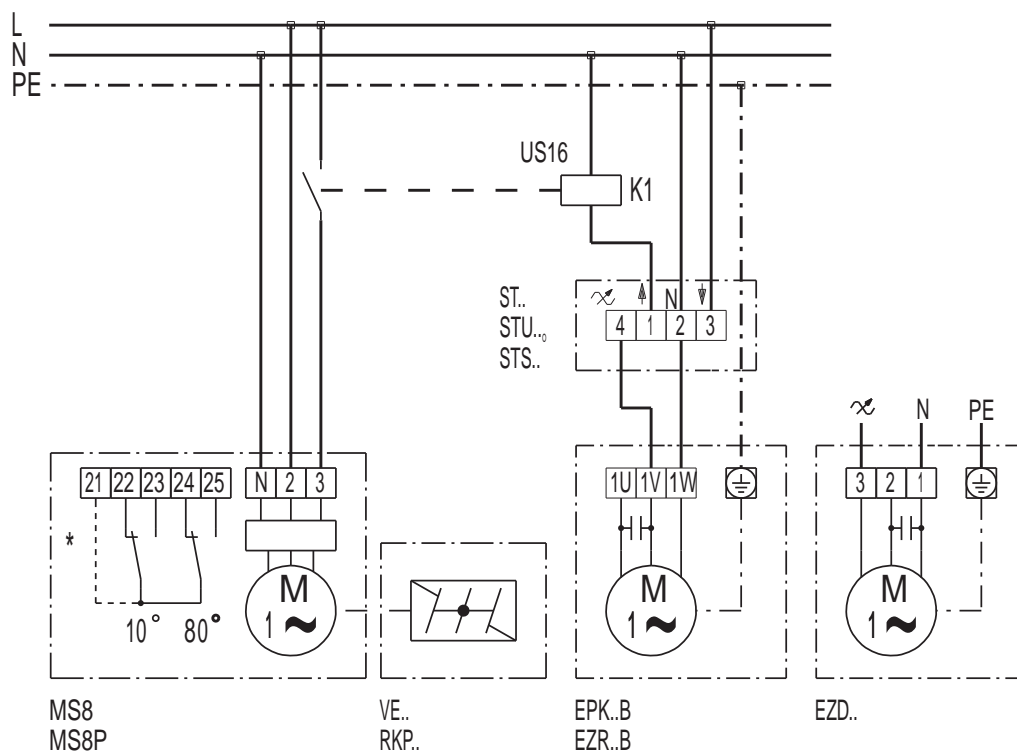 L
N
PE
US16
K1
ST..
STU..₀
STS..
N
4 1 2 3
N PE
21 22 23 24 25 N 2 3
1U 1V 1W
3 2 1
*
M
1 ~
10° 80°
M
1 ~
M
1 ~
MS8
MS8P
VE..
RKP..
EPK..B
EZR..B
EZD..